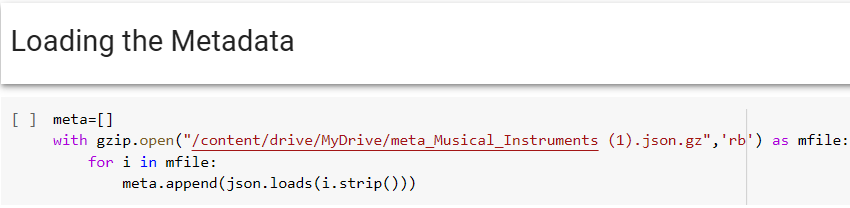 Loading the Metadata
[ ] meta=[]
with gzip.open("/content/drive/MyDrive/meta_Musical_Instruments (1).json.gz",'rb') as mfile:
    for i in mfile:
        meta.append(json.loads(i.strip()))